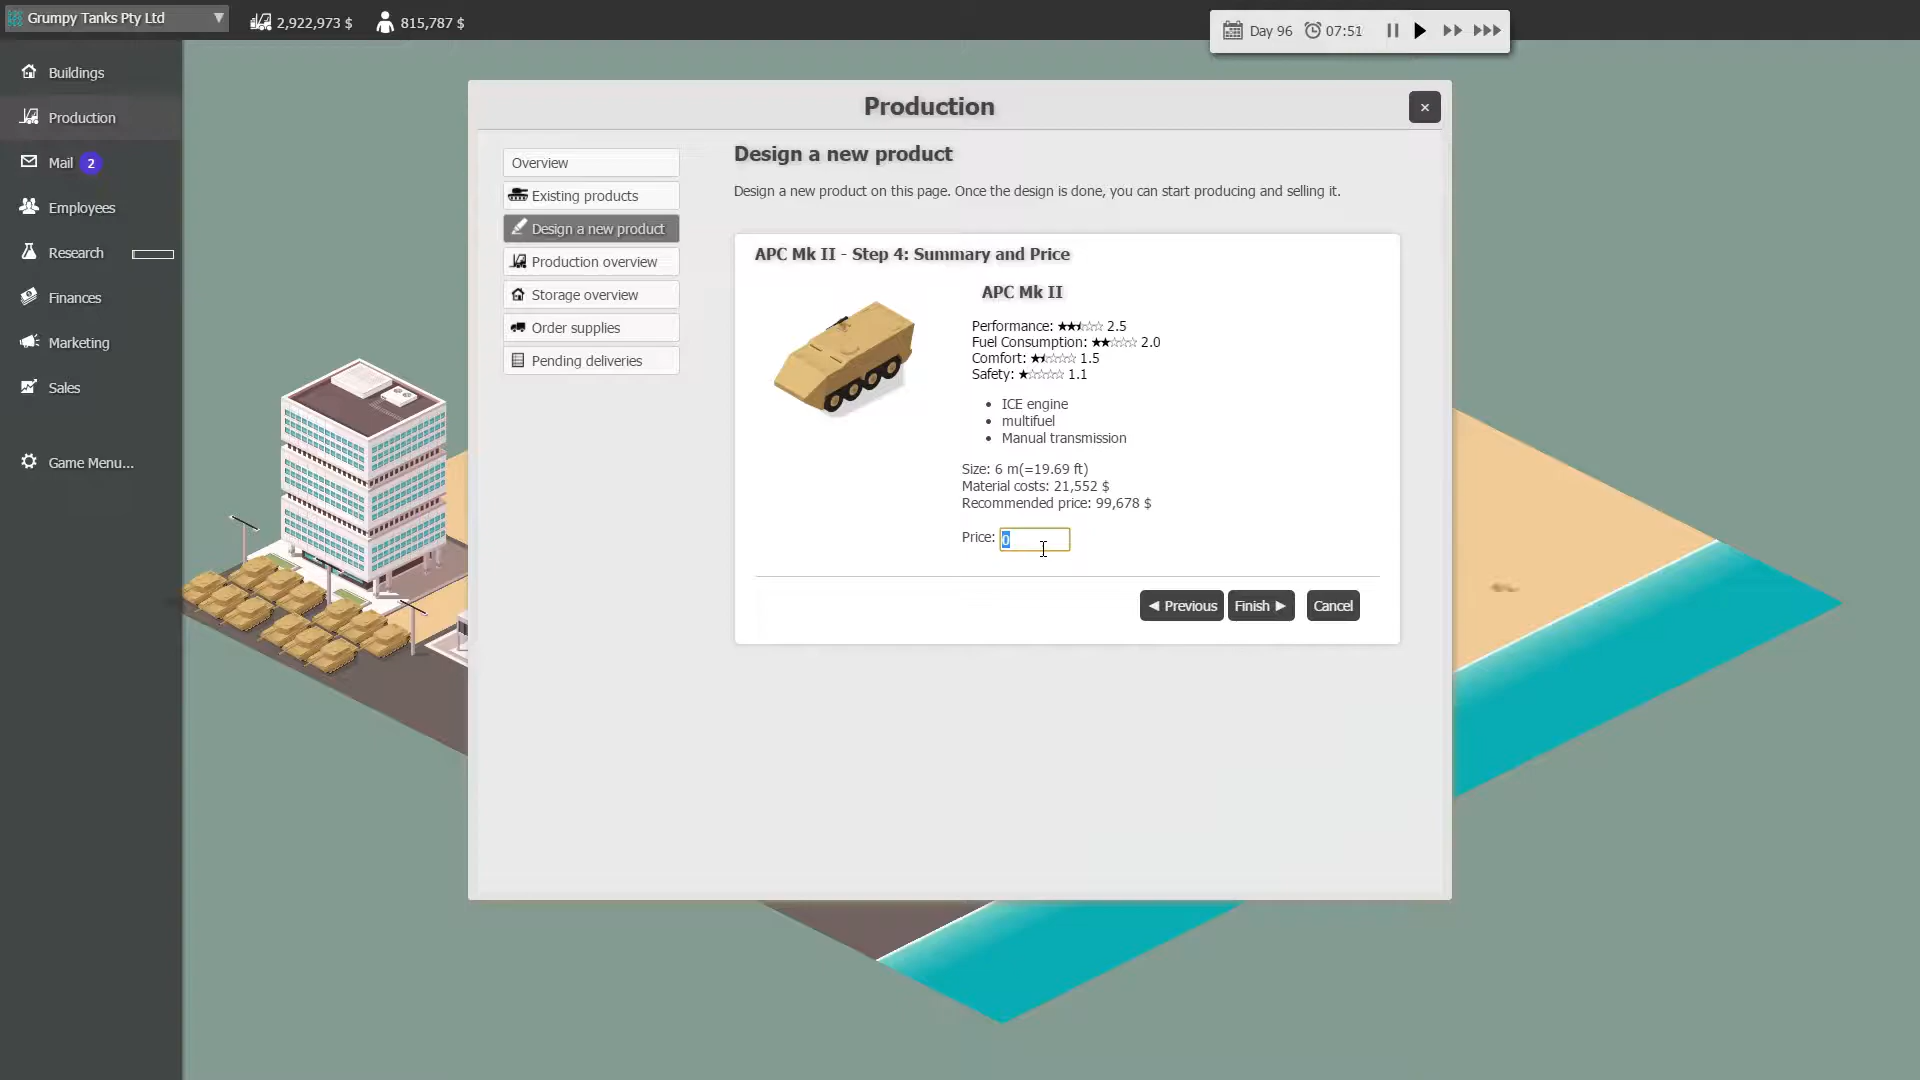 Grumpy Tanks Pty Ltd
2,922,973 $
815,787 $
Day 96
07:51
Buildings
Production
Mail 2
Employees
Research
Finances
Marketing
Sales
Game Menu...
Production
×
Overview
Existing products
Design a new product
Production overview
Storage overview
Order supplies
Pending deliveries
Design a new product
Design a new product on this page. Once the design is done, you can start producing and selling it.
APC Mk II - Step 4: Summary and Price
APC Mk II
Performance: 2.5
Fuel Consumption: 2.0
Comfort: 1.5
Safety: 1.1
• ICE engine
• multifuel
• Manual transmission
Size: 6 m(=19.69 ft)
Material costs: 21,552 $
Recommended price: 99,678 $
Price: 0
◄ Previous
Finish ►
Cancel